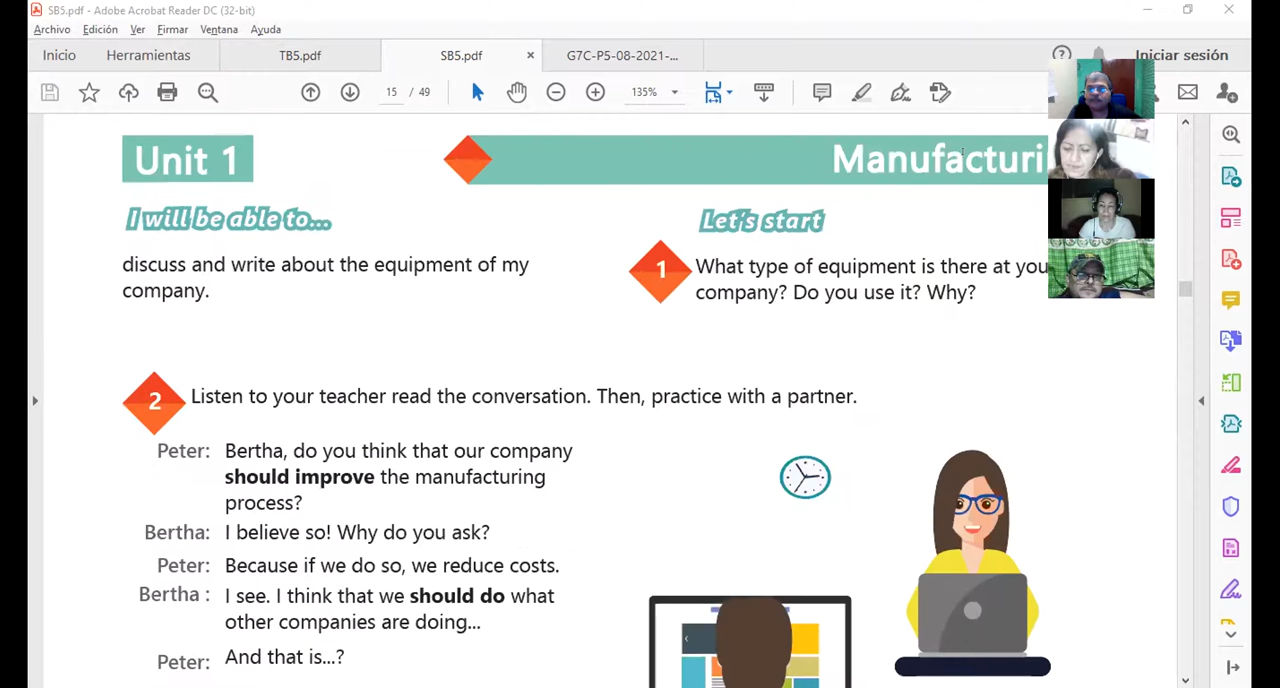 SB5.pdf - Adobe Acrobat Reader DC (32-bit)
Archivo Edición Ver Firmar Ventana Ayuda
Inicio Herramientas TB5.pdf SB5.pdf × G7C-P5-08-2021-... Iniciar sesión
15 / 49 135%
Unit 1 Manufacturi
I will be able to... Let's start
discuss and write about the equipment of my
company.
1 What type of equipment is there at you
company? Do you use it? Why?
2 Listen to your teacher read the conversation. Then, practice with a partner.
Peter: Bertha, do you think that our company
should improve the manufacturing
process?
Bertha: I believe so! Why do you ask?
Peter: Because if we do so, we reduce costs.
Bertha : I see. I think that we should do what
other companies are doing...
Peter: And that is...?